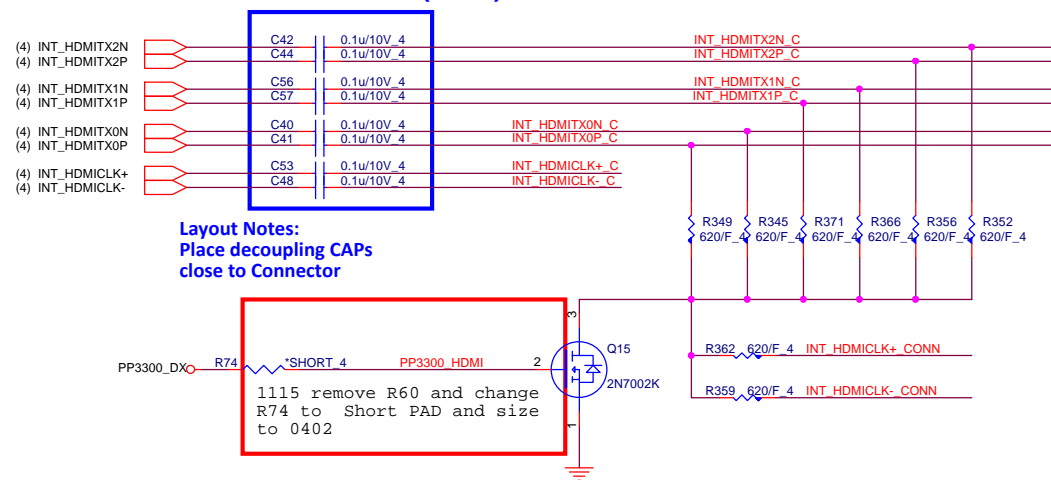 (4) INT_HDMITX2N C42 0.1u/10V_4 INT_HDMITX2N_C
(4) INT_HDMITX2P C44 0.1u/10V_4 INT_HDMITX2P_C
(4) INT_HDMITX1N C56 0.1u/10V_4 INT_HDMITX1N_C
(4) INT_HDMITX1P C57 0.1u/10V_4 INT_HDMITX1P_C
(4) INT_HDMITX0N C40 0.1u/10V_4 INT_HDMITX0N_C
(4) INT_HDMITX0P C41 0.1u/10V_4 INT_HDMITX0P_C
(4) INT_HDMICLK+ C53 0.1u/10V_4 INT_HDMICLK+_C
(4) INT_HDMICLK- C48 0.1u/10V_4 INT_HDMICLK-_C
Layout Notes:
Place decoupling CAPs
close to Connector
R349 R345 R371 R366 R356 R352
620/F_4 620/F_4 620/F_4 620/F_4 620/F_4 620/F_4
3
Q15
R362 620/F_4 INT_HDMICLK+_CONN
PP3300_DX R74 *SHORT_4 PP3300_HDMI 2
2N7002K
R359 620/F_4 INT_HDMICLK-_CONN
1115 remove R60 and change
R74 to Short PAD and size
to 0402
1